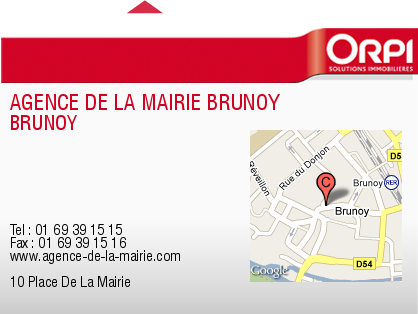 ORPI
SOLUTIONS IMMOBILIÈRES
AGENCE DE LA MAIRIE BRUNOY
BRUNOY
Tel : 01 69 39 15 15
Fax : 01 69 39 15 16
www.agence-de-la-mairie.com
10 Place De La Mairie
Réveillon
Rue du Donjon
D5
Brunoy
RER
C
Brunoy
D54
Google